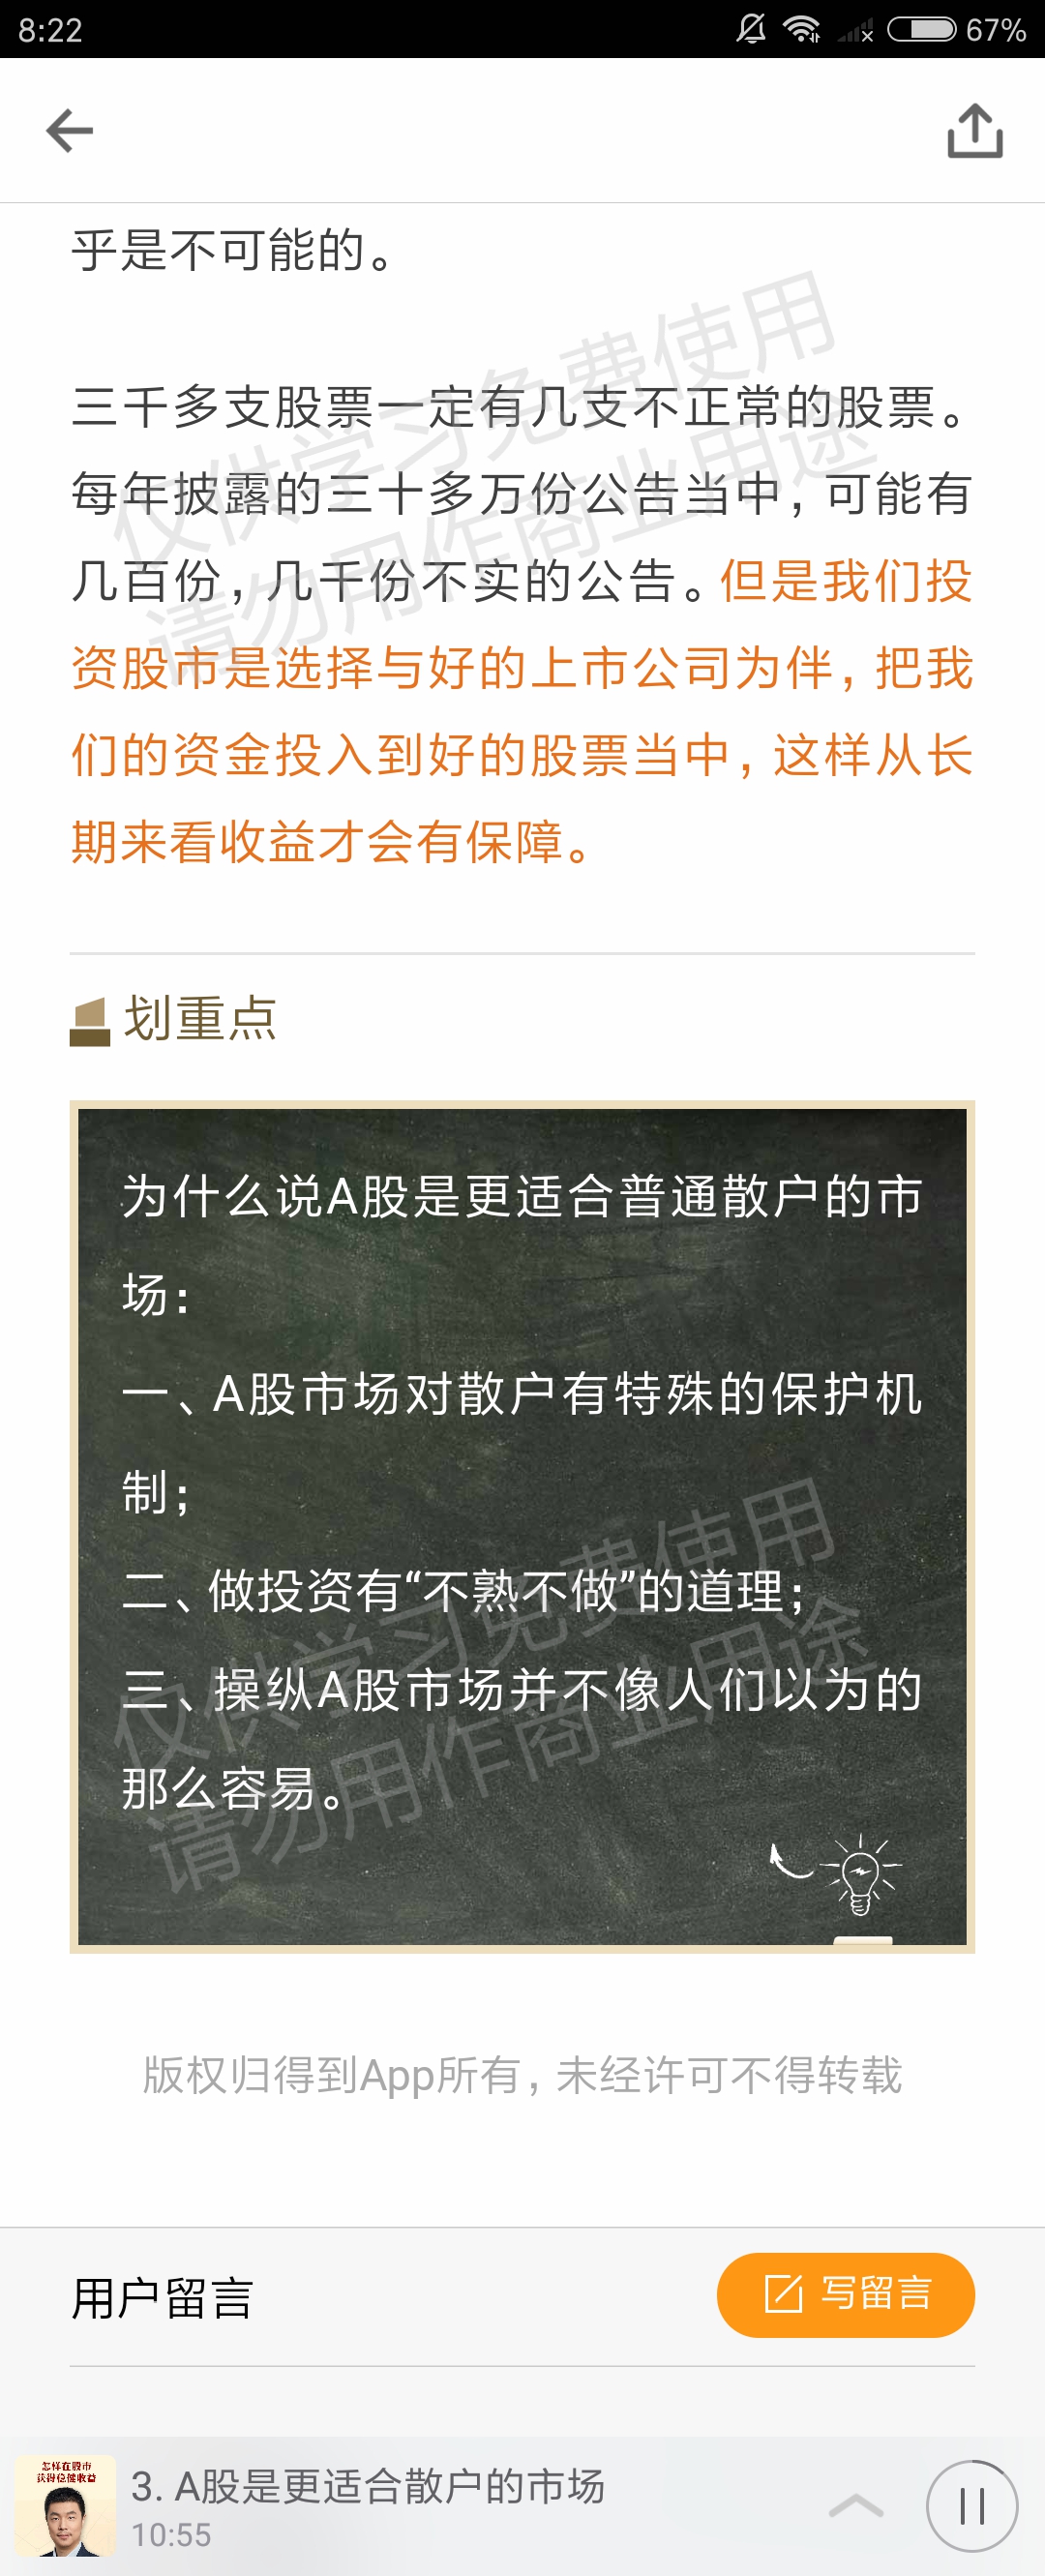 8:22
67%
乎是不可能的。
三千多支股票一定有几支不正常的股票。
每年披露的三十多万份公告当中，可能有
几百份，几千份不实的公告。但是我们投
资股市是选择与好的上市公司为伴，把我
们的资金投入到好的股票当中，这样从长
期来看收益才会有保障。
仅供学习免费使用
请勿用作商业用途
划重点
为什么说A股是更适合普通散户的市
场：
一、A股市场对散户有特殊的保护机
制；
二、做投资有“不熟不做”的道理；
三、操纵A股市场并不像人们以为的
那么容易。
仅供学习免费使用
请勿用作商业用途
版权归得到App所有，未经许可不得转载
用户留言
写留言
怎样在股市
获得稳健收益
3. A股是更适合散户的市场
10:55